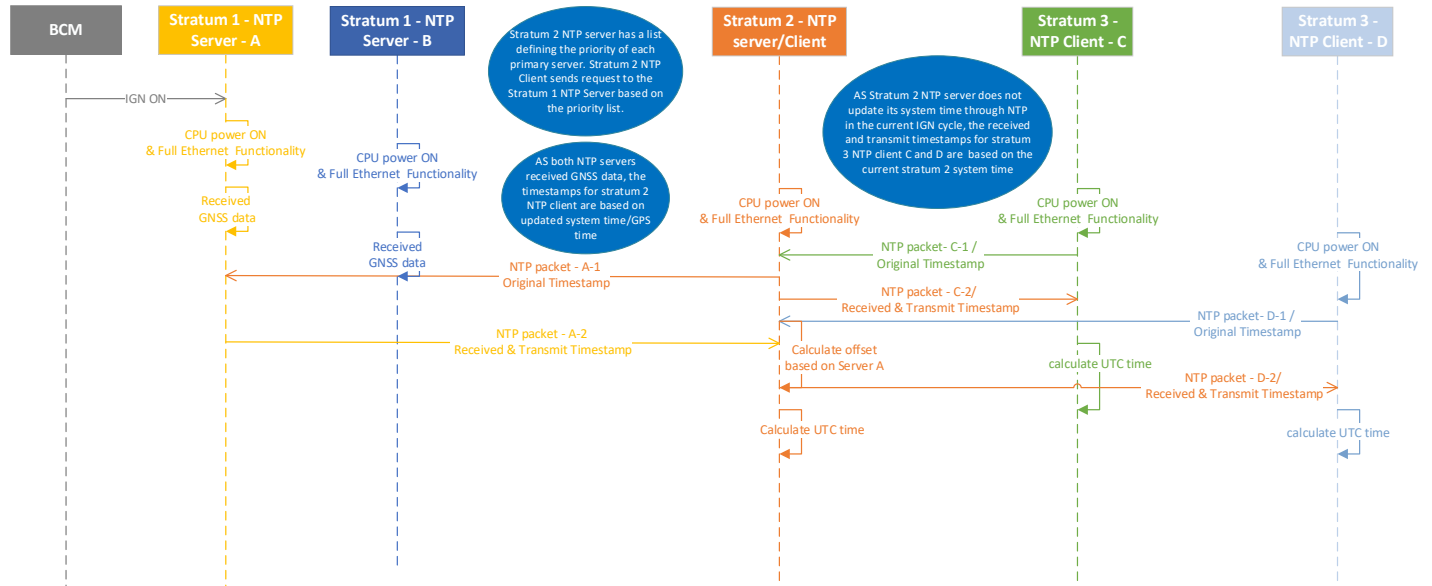 BCM
Stratum 1 - NTP
Server - A
Stratum 1 - NTP
Server - B
Stratum 2 - NTP
server/Client
Stratum 3 -
NTP Client - C
Stratum 3 -
NTP Client - D
Stratum 2 NTP server has a list
defining the priority of each
primary server. Stratum 2 NTP
Client sends request to the
Stratum 1 NTP Server based on
the priority list.
AS Stratum 2 NTP server does not
update its system time through NTP
in the current IGN cycle, the received
and transmit timestamps for stratum
3 NTP client C and D are based on the
current stratum 2 system time
IGN ON
CPU power ON
& Full Ethernet Functionality
CPU power ON
& Full Ethernet Functionality
AS both NTP servers
received GNSS data, the
timestamps for stratum 2
NTP client are based on
updated system time/GPS
time
Received
GNSS data
CPU power ON
& Full Ethernet Functionality
CPU power ON
& Full Ethernet Functionality
Received
GNSS data
NTP packet- C-1 /
Original Timestamp
CPU power ON
& Full Ethernet Functionality
NTP packet - A-1
Original Timestamp
NTP packet - C-2/
Received & Transmit Timestamp
NTP packet- D-1 /
Original Timestamp
NTP packet - A-2
Received & Transmit Timestamp
Calculate offset
based on Server A
calculate UTC time
NTP packet - D-2/
Received & Transmit Timestamp
Calculate UTC time
calculate UTC time